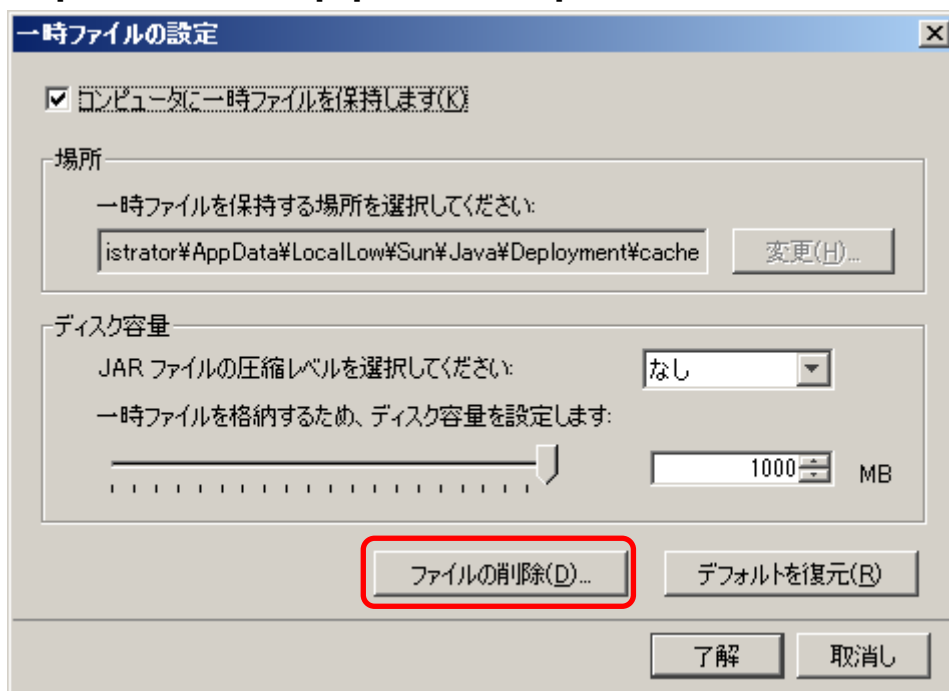 一時ファイルの設定
コンピュータに一時ファイルを保持します(K)
場所
一時ファイルを保持する場所を選択してください:
istrator¥AppData¥LocalLow¥Sun¥Java¥Deployment¥cache 変更(H)...
ディスク容量
JAR ファイルの圧縮レベルを選択してください: なし
一時ファイルを格納するため、ディスク容量を設定します:
1000 MB
ファイルの削除(D)... デフォルトを復元(R)
了解 取消し